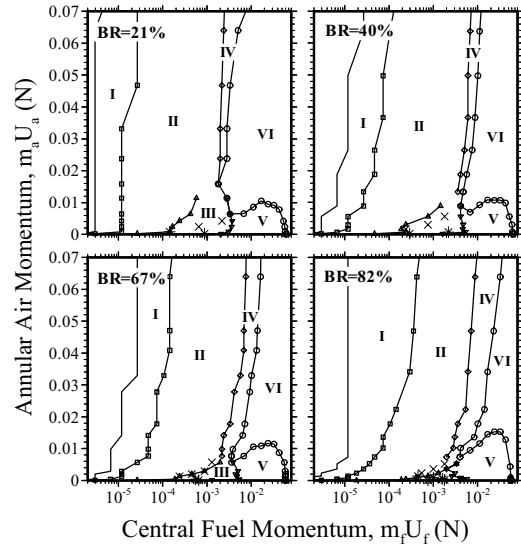 0.07 BR=21% IV BR=40% IV
0.06
0.05 I I
0.04 II II
0.03 VI VI
0.02
0.01 III V V
0
Annular Air Momentum, mₐUₐ (N)
0.07 BR=67% BR=82% IV
0.06
0.05 I IV I
0.04 II II
0.03 VI VI
0.02
0.01 III V V
0
10⁻⁵ 10⁻⁴ 10⁻³ 10⁻² 10⁻⁵ 10⁻⁴ 10⁻³ 10⁻²
Central Fuel Momentum, m_fU_f (N)